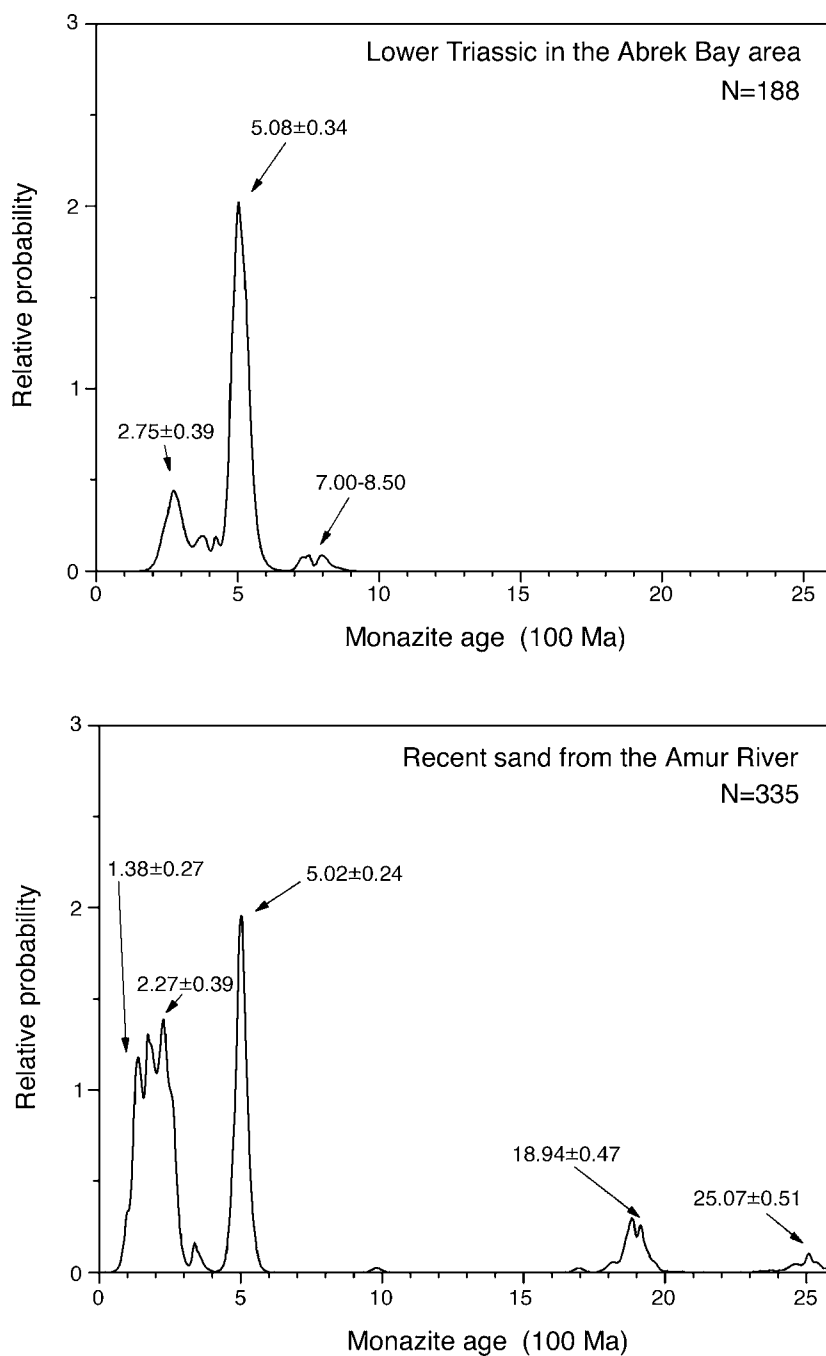 3
Lower Triassic in the Abrek Bay area
N=188
5.08±0.34
2
Relative probability
1
2.75±0.39
7.00-8.50
0
0 5 10 15 20 25
Monazite age (100 Ma)
3
Recent sand from the Amur River
N=335
1.38±0.27
5.02±0.24
2
2.27±0.39
Relative probability
1
18.94±0.47
25.07±0.51
0
0 5 10 15 20 25
Monazite age (100 Ma)